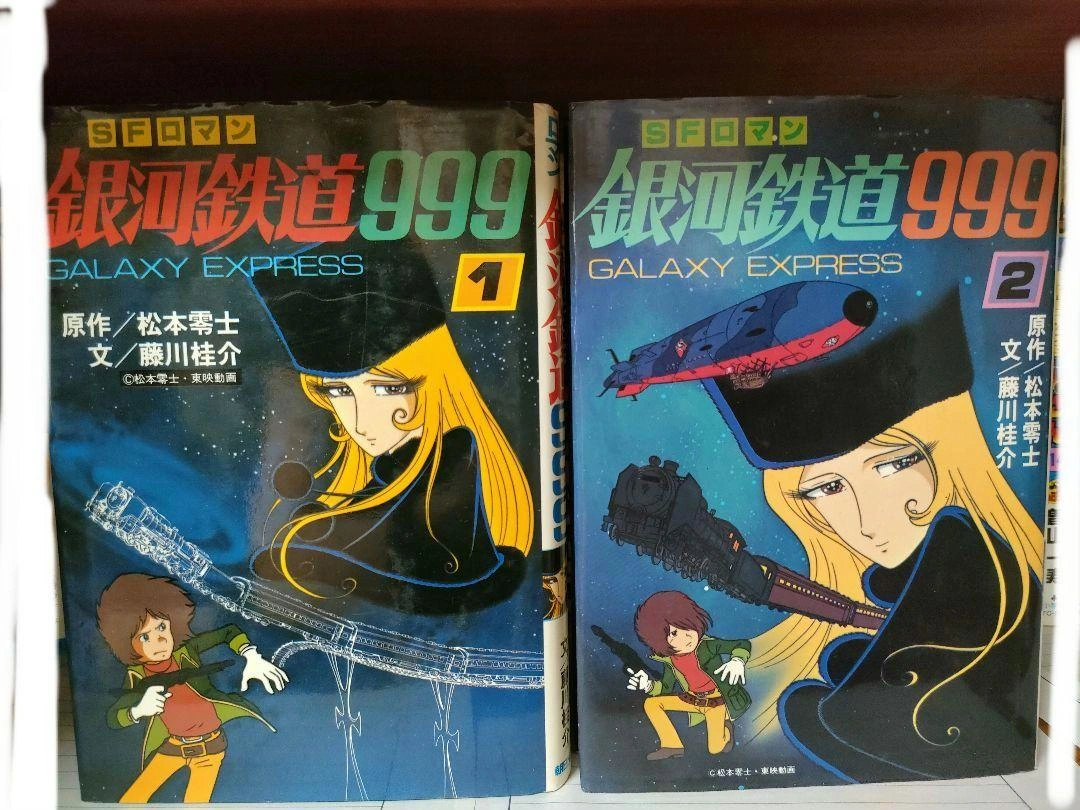 SFロマン
銀河鉄道999
GALAXY EXPRESS
1
原作/松本零士
文/藤川桂介
©松本零士・東映動画
SFロマン
銀河鉄道999
GALAXY EXPRESS
2
原作/松本零士
文/藤川桂介
©松本零士・東映動画